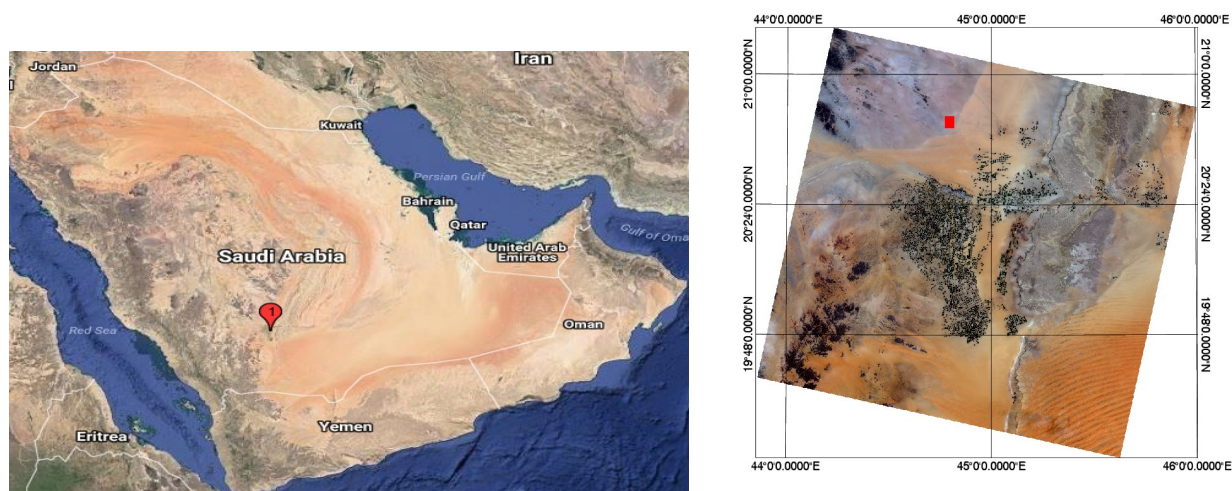 Iran
Jordan
Kuwait
Persian Gulf
Bahrain
Qatar
Gulf of Oma
Saudi Arabia
United Arab
Emirates
1
Oman
Red Sea
Yemen
Eritrea
44°0'0.0000"E 45°0'0.0000"E 46°0'0.0000"E
21°0'0.0000"N 21°0'0.0000"N
20°24'0.0000"N 20°24'0.0000"N
19°48'0.0000"N 19°48'0.0000"N
44°0'0.0000"E 45°0'0.0000"E 46°0'0.0000"E